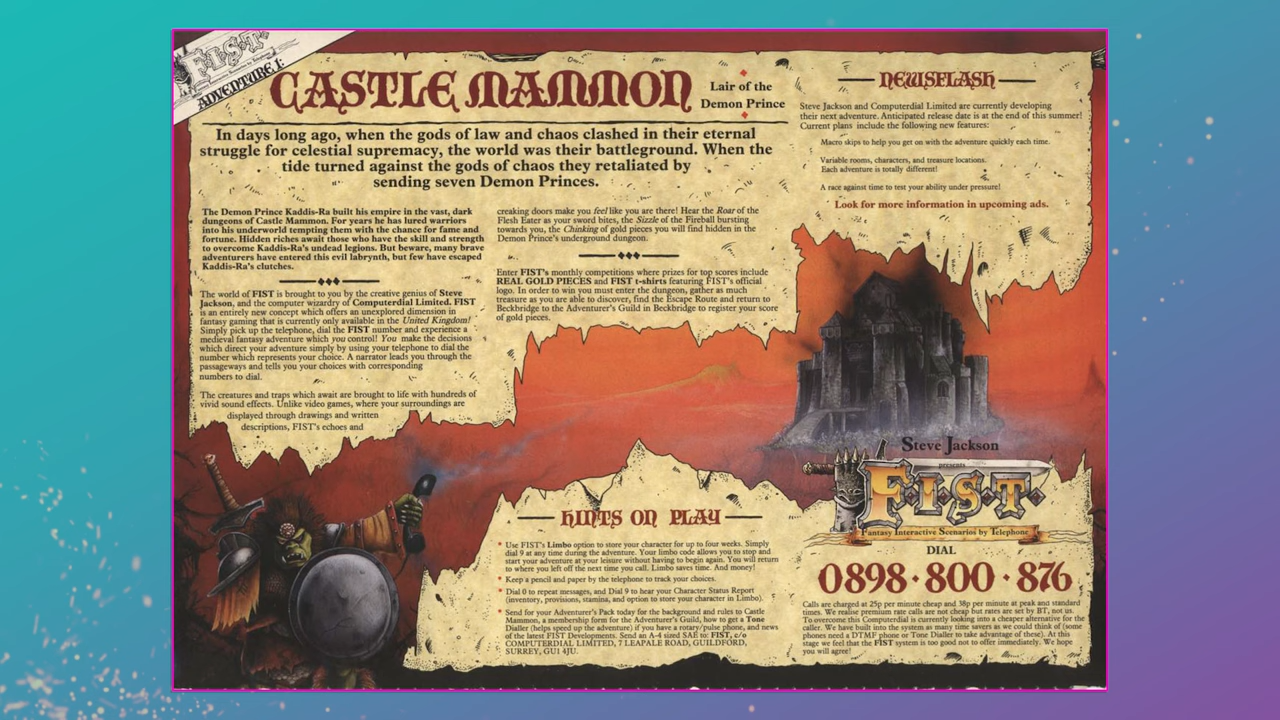 F·I·S·T·
ADVENTURE 1:
CASTLE MAMMON
Lair of the
Demon Prince
In days long ago, when the gods of law and chaos clashed in their eternal
struggle for celestial supremacy, the world was their battleground. When the
tide turned against the gods of chaos they retaliated by
sending seven Demon Princes.
The Demon Prince Kaddis-Ra built his empire in the vast, dark
dungeons of Castle Mammon. For years he has lured warriors
into his underworld tempting them with the chance for fame and
fortune. Hidden riches await those who have the skill and strength
to overcome Kaddis-Ra's undead legions. But beware, many brave
adventurers have entered this evil labrynth, but few have escaped
Kaddis-Ra's clutches.
The world of FIST is brought to you by the creative genius of Steve
Jackson, and the computer wizardry of Computerdial Limited. FIST
is an entirely new concept which offers an unexplored dimension in
fantasy gaming that is currently only available in the United Kingdom!
Simply pick up the telephone, dial the FIST number and experience a
medieval fantasy adventure which you control! You make the decisions
which direct your adventure simply by using your telephone to dial the
number which represents your choice. A narrator leads you through the
passageways and tells you your choices with corresponding
numbers to dial.
The creatures and traps which await are brought to life with hundreds of
vivid sound effects. Unlike video games, where your surroundings are
displayed through drawings and written
descriptions, FIST's echoes and
creaking doors make you feel like you are there! Hear the Roar of the
Flesh Eater as your sword bites, the Sizzle of the Fireball bursting
towards you, the Chinking of gold pieces you will find hidden in the
Demon Prince's underground dungeon.
Enter FIST's monthly competitions where prizes for top scores include
REAL GOLD PIECES and FIST t-shirts featuring FIST's official
logo. In order to win you must enter the dungeon, gather as much
treasure as you are able to discover, find the Escape Route and return to
Beckbridge to the Adventurer's Guild in Beckbridge to register your score
of gold pieces.
NEWSFLASH
Steve Jackson and Computerdial Limited are currently developing
their next adventure. Anticipated release date is at the end of this summer!
Current plans include the following new features:
Macro skips to help you get on with the adventure quickly each time.
Variable rooms, characters, and treasure locations.
Each adventure is totally different!
A race against time to test your ability under pressure!
Look for more information in upcoming ads.
HINTS ON PLAY
• Use FIST's Limbo option to store your character for up to four weeks. Simply
dial 9 at any time during the adventure. Your limbo code allows you to stop and
start your adventure at your leisure without having to begin again. You will return
to where you left off the next time you call. Limbo saves time. And money!
• Keep a pencil and paper by the telephone to track your choices.
• Dial 0 to repeat messages, and Dial 9 to hear your Character Status Report
(inventory, provisions, stamina, and option to store your character in Limbo).
• Send for your Adventurer's Pack today for the background and rules to Castle
Mammon, a membership form for the Adventurer's Guild, how to get a Tone
Dialler (helps speed up the adventure) if you have a rotary/pulse phone, and news
of the latest FIST Developments. Send an A-4 sized SAE to: FIST, c/o
COMPUTERDIAL LIMITED, 7 LEAPALE ROAD, GUILDFORD,
SURREY, GU1 4JU.
Steve Jackson
presents
F·I·S·T·
Fantasy Interactive Scenarios by Telephone
DIAL
0898·800·876
Calls are charged at 25p per minute cheap and 38p per minute at peak and standard
times. We realise premium rate calls are not cheap but rates are set by BT, not us.
To overcome this Computerdial is currently looking into a cheaper alternative for the
caller. We have built into the system as many time savers as we could think of (some
phones need a DTMF phone or Tone Dialler to take advantage of these). At this
stage we feel that the FIST system is too good not to offer immediately. We hope
you will agree!